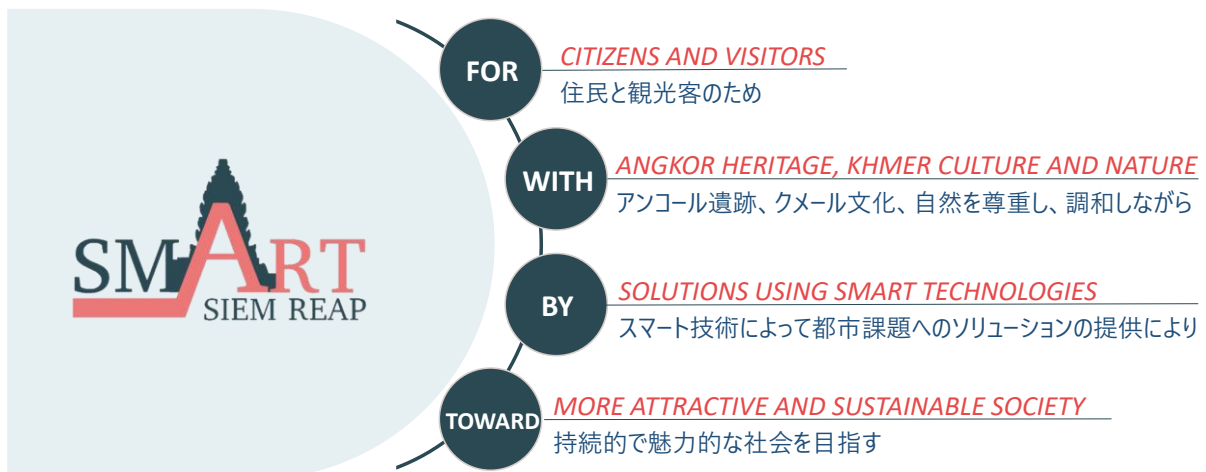 SMART
SIEM REAP
FOR
CITIZENS AND VISITORS
住民と観光客のため
WITH
ANGKOR HERITAGE, KHMER CULTURE AND NATURE
アンコール遺跡、クメール文化、自然を尊重し、調和しながら
BY
SOLUTIONS USING SMART TECHNOLOGIES
スマート技術によって都市課題へのソリューションの提供により
TOWARD
MORE ATTRACTIVE AND SUSTAINABLE SOCIETY
持続的で魅力的な社会を目指す